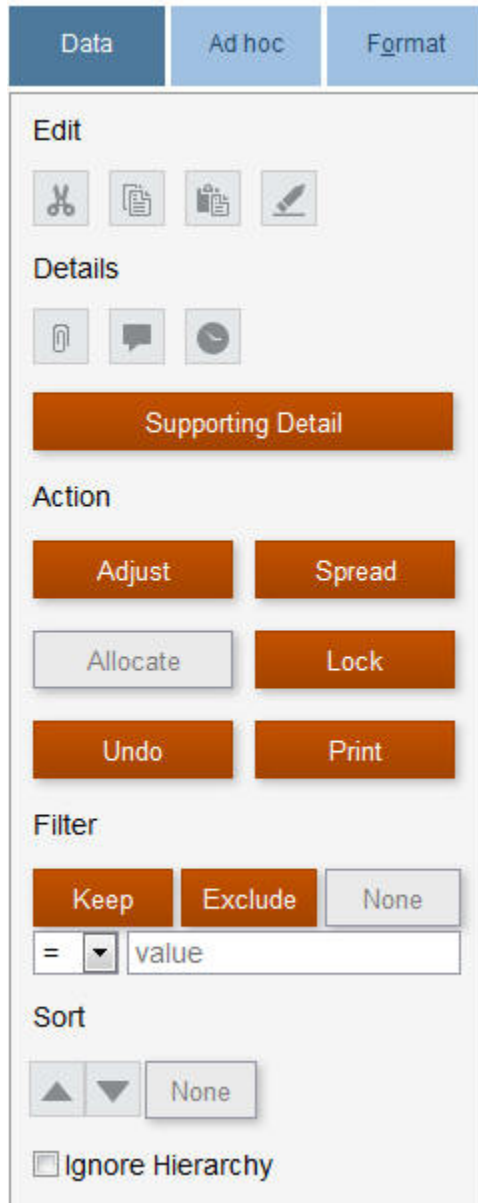 Data Ad hoc Format
Edit
Details
Supporting Detail
Action
Adjust Spread
Allocate Lock
Undo Print
Filter
Keep Exclude None
= value
Sort
None
Ignore Hierarchy